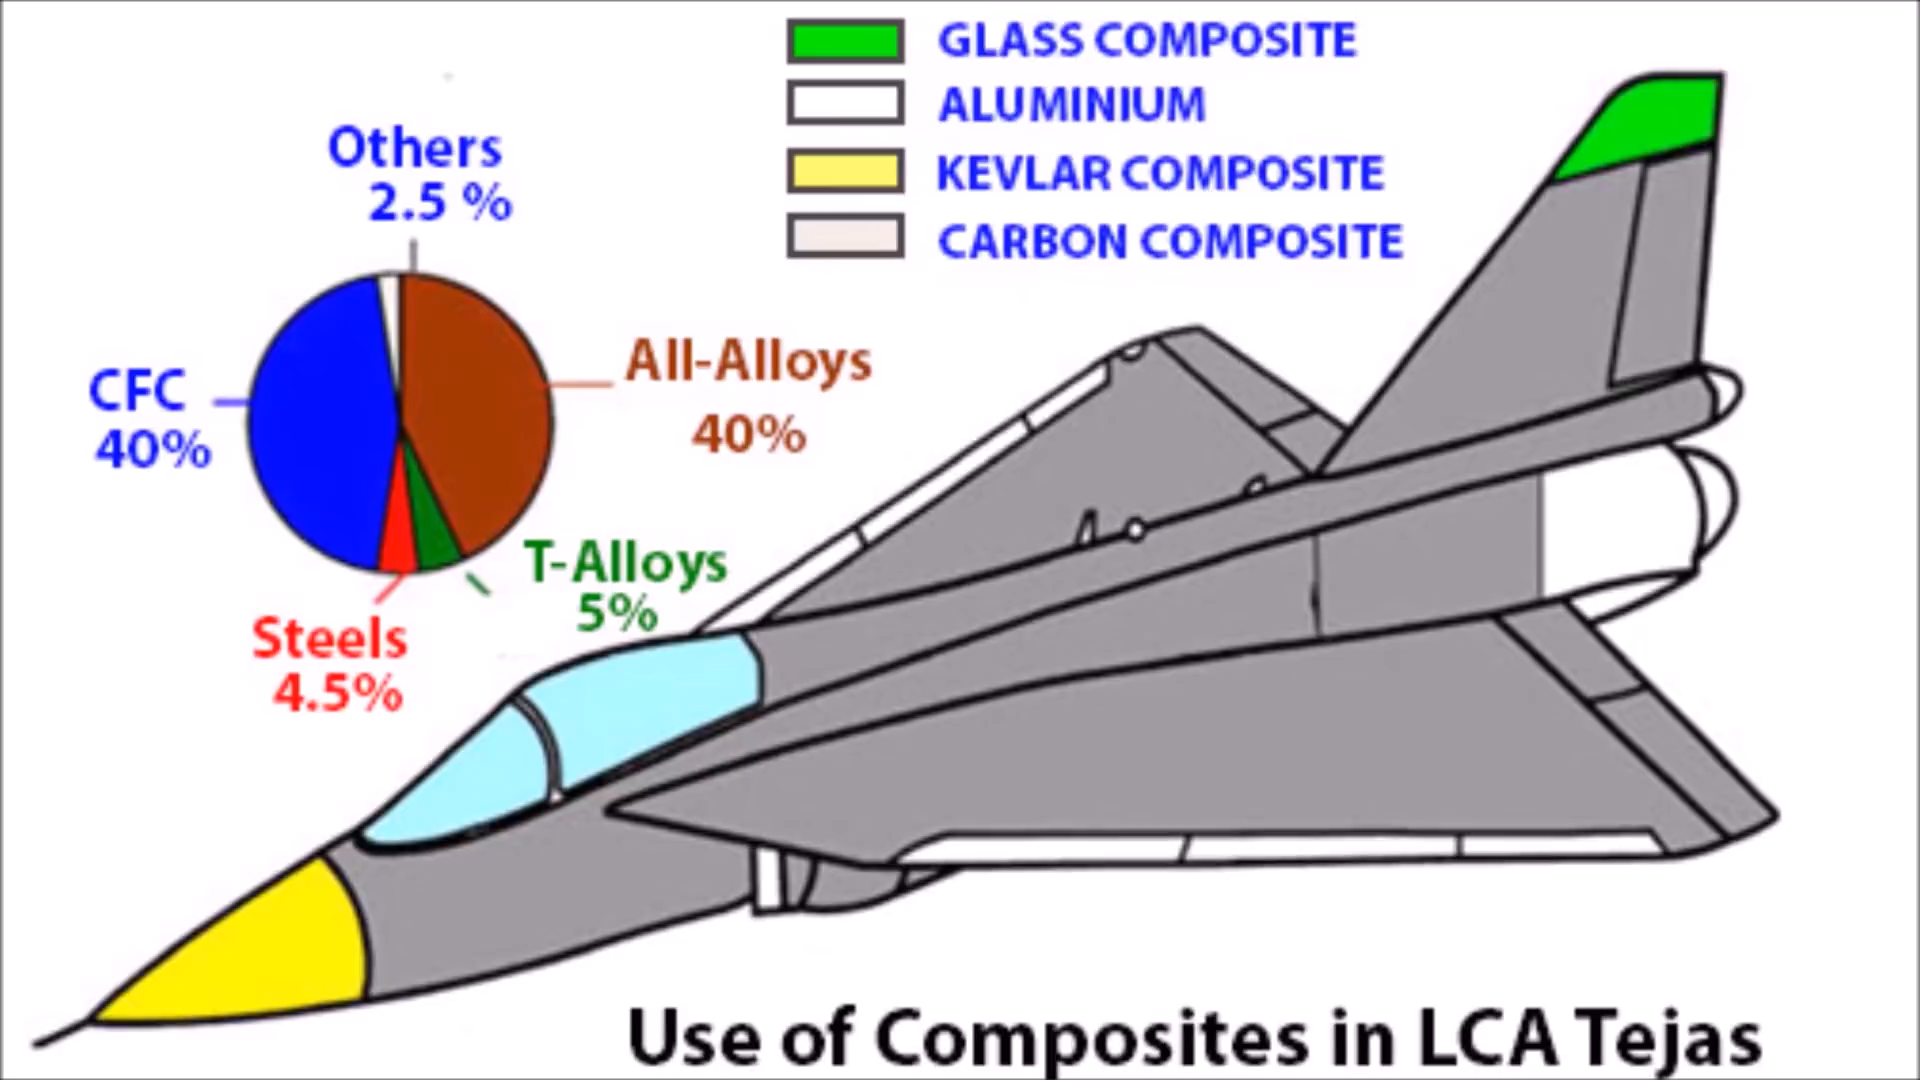 GLASS COMPOSITE
ALUMINIUM
KEVLAR COMPOSITE
CARBON COMPOSITE
Others
2.5 %
CFC
40%
All-Alloys
40%
T-Alloys
5%
Steels
4.5%
Use of Composites in LCA Tejas